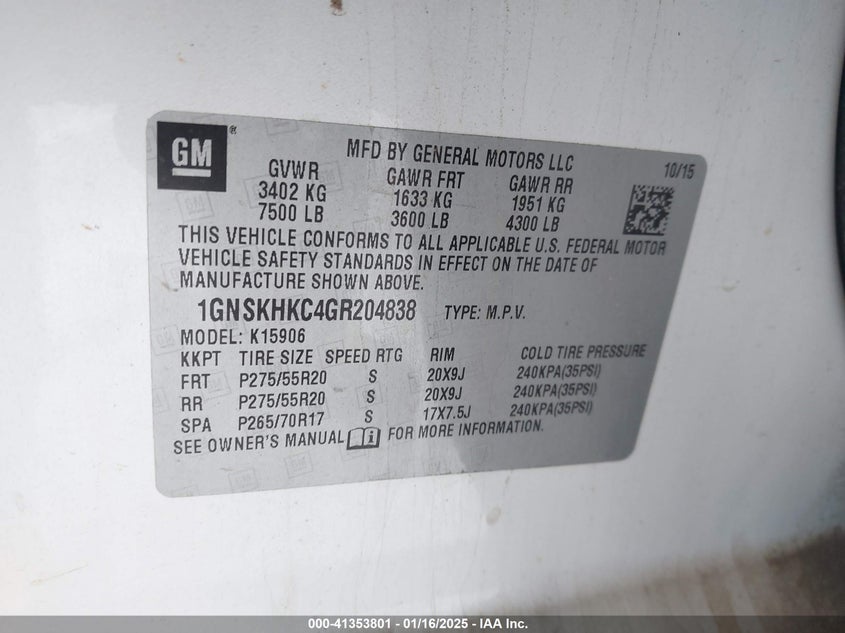 GM
®
MFD BY GENERAL MOTORS LLC
10/15
GVWR GAWR FRT GAWR RR
3402 KG 1633 KG 1951 KG
7500 LB 3600 LB 4300 LB
THIS VEHICLE CONFORMS TO ALL APPLICABLE U.S. FEDERAL MOTOR
VEHICLE SAFETY STANDARDS IN EFFECT ON THE DATE OF
MANUFACTURE SHOWN ABOVE.
1GNSKHKC4GR204838 TYPE: M.P.V.
MODEL: K15906
KKPT TIRE SIZE SPEED RTG RIM COLD TIRE PRESSURE
FRT P275/55R20 S 20X9J 240KPA(35PSI)
RR P275/55R20 S 20X9J 240KPA(35PSI)
SPA P265/70R17 S 17X7.5J 240KPA(35PSI)
SEE OWNER'S MANUAL FOR MORE INFORMATION.
000-41353801 - 01/16/2025 - IAA Inc.